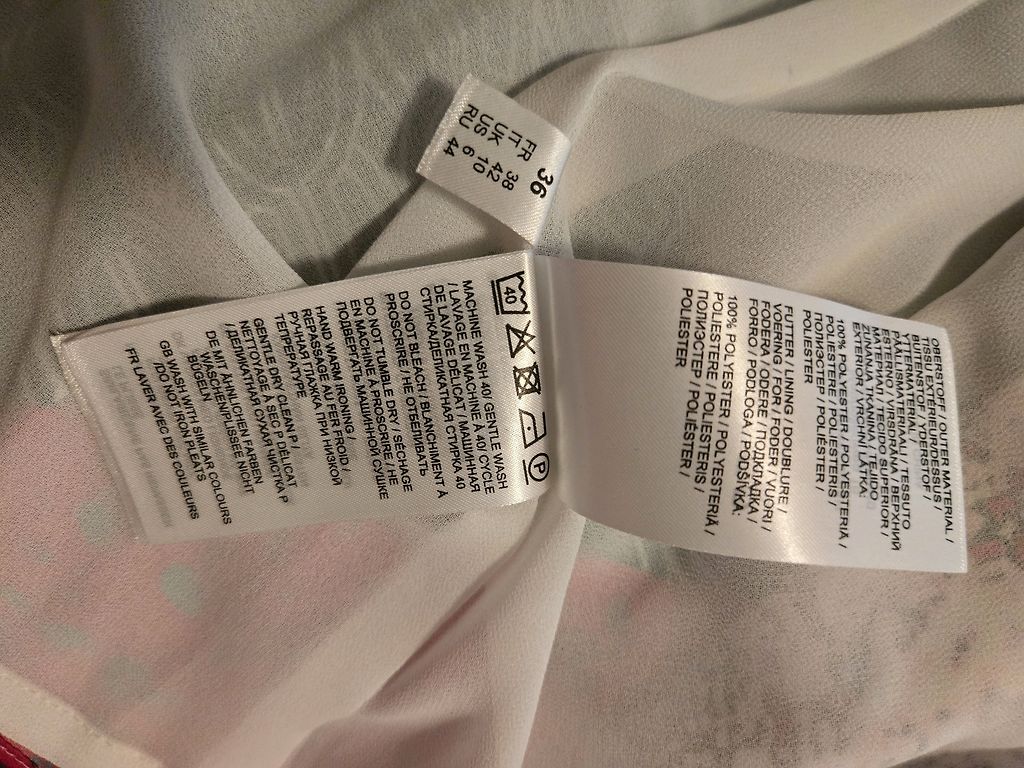 36
FR 38
IT 42
UK 10
US 6
RU 44
40
P
MACHINE WASH 40/ GENTLE WASH
/ LAVAGE EN MACHINE À 40/ CYCLE
DE LAVAGE DÉLICAT / МАШИННАЯ
СТИРКА/ДЕЛИКАТНАЯ СТИРКА 40
DO NOT BLEACH / BLANCHIMENT À
PROSCRIRE / НЕ ОТБЕЛИВАТЬ
DO NOT TUMBLE DRY / SECHAGE
EN MACHINE À PROSCRIRE / НЕ
ПОДВЕРГАТЬ МАШИННОЙ СУШКЕ
HAND WARM IRONING /
REPASSAGE AU FER FROID /
РУЧНАЯ ГЛАЖКА ПРИ НИЗКОЙ
ТЕПРЕРАТУРЕ
GENTLE DRY CLEAN P /
NETTOYAGE À SEC P DÉLICAT
/ ДЕЛИКАТНАЯ СУХАЯ ЧИСТКА P
DE MIT ÄHNLICHEN FARBEN
WASCHEN/PLISSEE NICHT
BÜGELN
GB WASH WITH SIMILAR COLOURS
/DO NOT IRON PLEATS
FR LAVER AVEC DES COULEURS
OBERSTOFF / OUTER MATERIAL /
TISSU EXTÉRIEUR/DESSUS /
BUITENSTOF / YDERSTOF /
YTTERMATERIAL /
PÄÄLLISMATERIAALI / TESSUTO
ESTERNO / VIRSDRĀNA / ВЕРХНИЙ
МАТЕРИАЛ / TECIDO SUPERIOR /
ZUNANJA TKANINA / TEJIDO
EXTERIOR / VRCHNÍ LÁTKA:
100% POLYESTER / POLYESTERIÄ /
POLIESTERE / POLIESTERIS /
ПОЛИЭСТЕР / POLIÉSTER /
POLIESTER
FUTTER / LINING / DOUBLURE /
VOERING / FOR / FODER / VUORI /
FODERA / ODERE / ПОДКЛАДКА /
FORRO / PODLOGA / PODŠÍVKA:
100% POLYESTER / POLYESTERIÄ /
POLIESTERE / POLIESTERIS /
ПОЛИЭСТЕР / POLIÉSTER /
POLIESTER